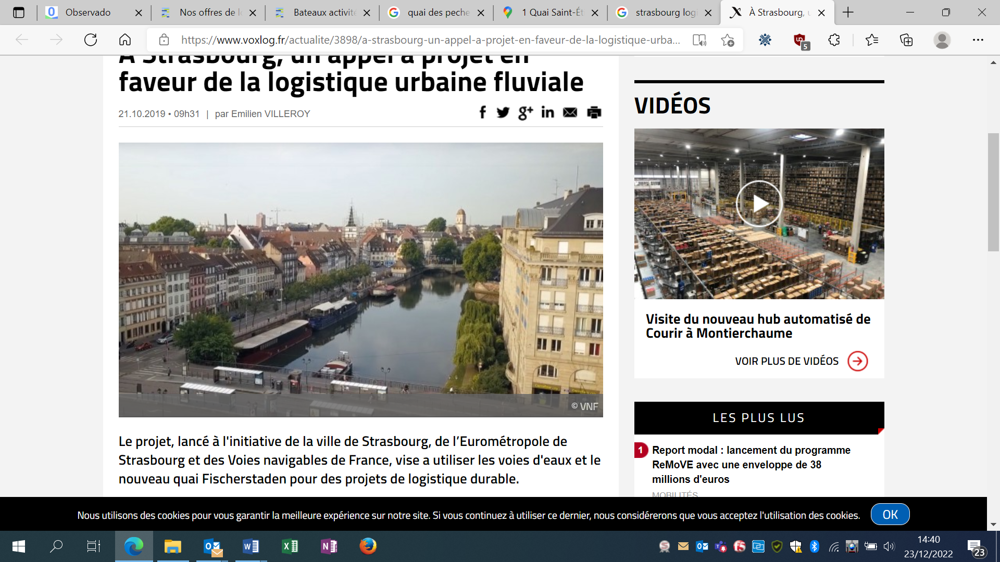 Observado
Nos offres de lo
Bateaux activité
quai des peche
1 Quai Saint-Ét
strasbourg logi
À Strasbourg, u
https://www.voxlog.fr/actualite/3898/a-strasbourg-un-appel-a-projet-en-faveur-de-la-logistique-urba...
5
À Strasbourg, un appel à projet en
faveur de la logistique urbaine fluviale
21.10.2019 • 09h31 | par Emilien VILLEROY
© VNF
Le projet, lancé à l'initiative de la ville de Strasbourg, de l’Eurométropole de
Strasbourg et des Voies navigables de France, vise a utiliser les voies d'eaux et le
nouveau quai Fischerstaden pour des projets de logistique durable.
VIDÉOS
Visite du nouveau hub automatisé de
Courir à Montierchaume
VOIR PLUS DE VIDÉOS
LES PLUS LUS
1 Report modal : lancement du programme
ReMoVE avec une enveloppe de 38
millions d'euros
MOBILITÉS
Nous utilisons des cookies pour vous garantir la meilleure expérience sur notre site. Si vous continuez à utiliser ce dernier, nous considérerons que vous acceptez l'utilisation des cookies.
OK
14:40
23/12/2022
23